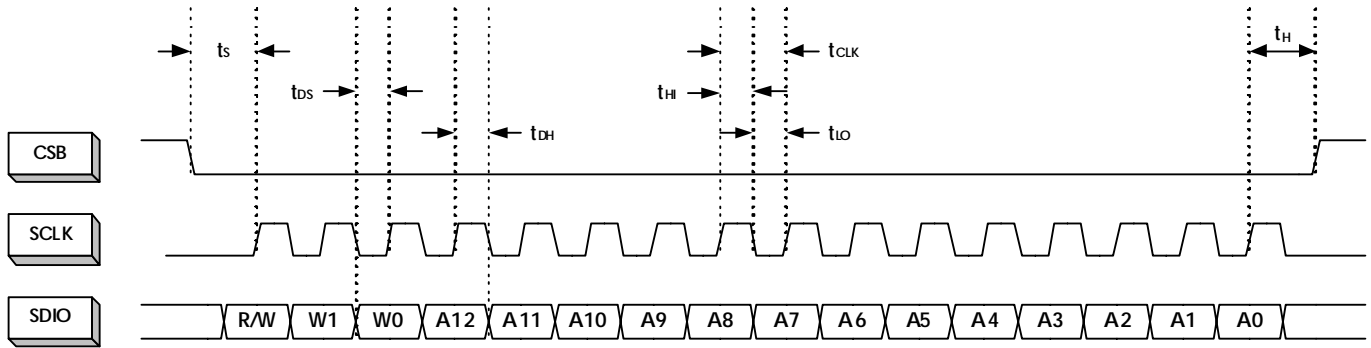 tS tCLK tH
tDS tHI
tDH tLO
CSB
SCLK
SDIO R/W W1 W0 A12 A11 A10 A9 A8 A7 A6 A5 A4 A3 A2 A1 A0